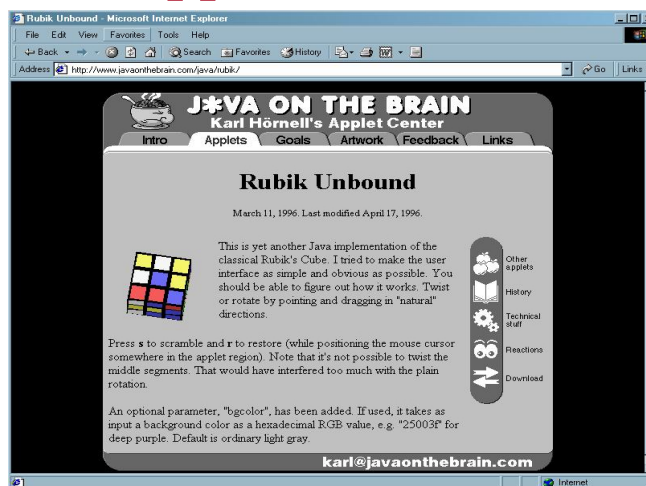 Rubik Unbound - Microsoft Internet Explorer
File Edit View Favorites Tools Help
Back Search Favorites History
Address http://www.javaonthebrain.com/java/rubik/ Go Links
J*VA ON THE BRAIN
Karl Hörnell's Applet Center
Intro Applets Goals Artwork Feedback Links
Rubik Unbound
March 11, 1996. Last modified April 17, 1996.
This is yet another Java implementation of the
classical Rubik's Cube. I tried to make the user
interface as simple and obvious as possible. You
should be able to figure out how it works. Twist
or rotate by pointing and dragging in "natural"
directions.
Other
applets
History
Technical
stuff
Reactions
Download
Press s to scramble and r to restore (while positioning the mouse cursor
somewhere in the applet region). Note that it's not possible to twist the
middle segments. That would have interfered too much with the plain
rotation.
An optional parameter, "bgcolor", has been added. If used, it takes as
input a background color as a hexadecimal RGB value, e.g. "25003f" for
deep purple. Default is ordinary light gray.
karl@javaonthebrain.com
Internet